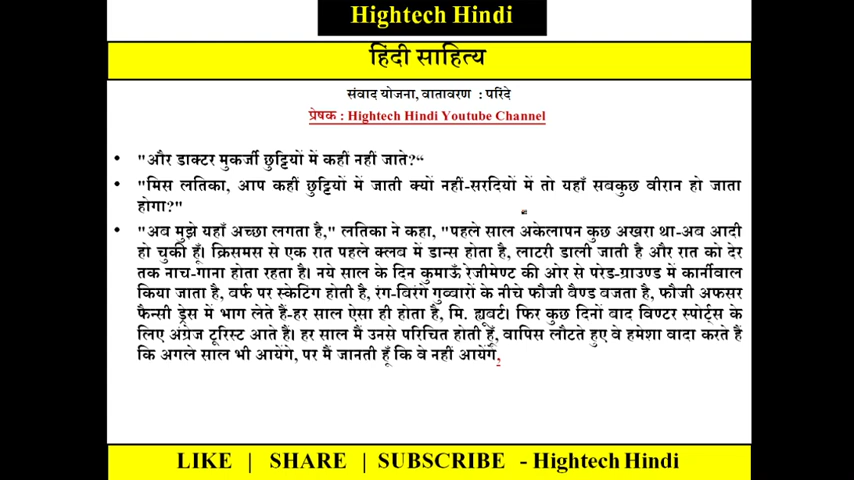 Hightech Hindi
हिंदी साहित्य
संवाद योजना, वातावरण : परिंदे
प्रेषक : Hightech Hindi Youtube Channel
• "और डाक्टर मुकर्जी छुट्टियों में कहीं नहीं जाते?“
• "मिस लतिका, आप कहीं छुट्टियों में जाती क्यों नहीं-सरदियों में तो यहाँ सबकुछ वीरान हो जाता
होगा?"
• "अब मुझे यहाँ अच्छा लगता है," लतिका ने कहा, "पहले साल अकेलापन कुछ अखरा था-अब आदी
हो चुकी हूँ। क्रिसमस से एक रात पहले क्लब में डान्स होता है, लाटरी डाली जाती है और रात को देर
तक नाच-गाना होता रहता है। नये साल के दिन कुमाऊँ रेजीमेण्ट की ओर से परेड-ग्राउण्ड में कार्नीवाल
किया जाता है, बर्फ पर स्केटिंग होती है, रंग-बिरंगे गुब्बारों के नीचे फौजी बैण्ड बजता है, फौजी अफसर
फैन्सी ड्रेस में भाग लेते हैं-हर साल ऐसा ही होता है, मि. ह्यूबर्ट। फिर कुछ दिनों बाद विण्टर स्पोर्ट्स के
लिए अंग्रेज टूरिस्ट आते हैं। हर साल मैं उनसे परिचित होती हूँ, वापिस लौटते हुए वे हमेशा वादा करते हैं
कि अगले साल भी आयेंगे, पर मैं जानती हूँ कि वे नहीं आयेंगे,
LIKE | SHARE | SUBSCRIBE - Hightech Hindi